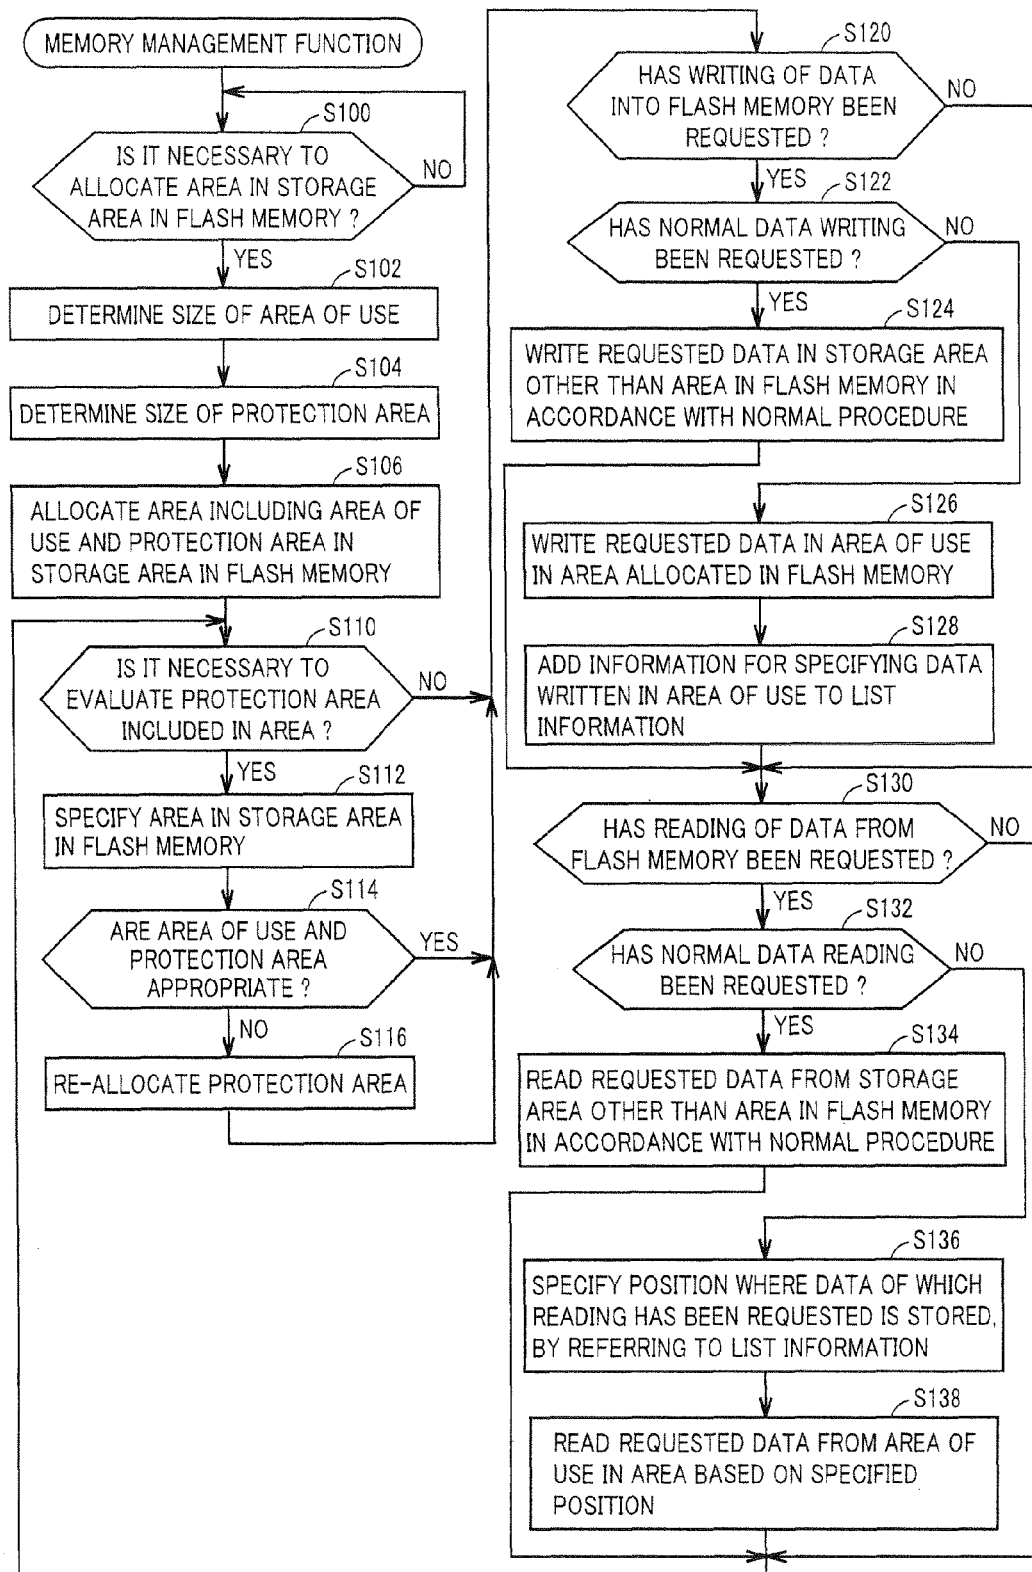 MEMORY MANAGEMENT FUNCTION
S100
IS IT NECESSARY TO
ALLOCATE AREA IN STORAGE
AREA IN FLASH MEMORY ?
NO
YES
S102
DETERMINE SIZE OF AREA OF USE
S104
DETERMINE SIZE OF PROTECTION AREA
S106
ALLOCATE AREA INCLUDING AREA OF
USE AND PROTECTION AREA IN
STORAGE AREA IN FLASH MEMORY
S110
IS IT NECESSARY TO
EVALUATE PROTECTION AREA
INCLUDED IN AREA ?
NO
YES
S112
SPECIFY AREA IN STORAGE AREA
IN FLASH MEMORY
S114
ARE AREA OF USE AND
PROTECTION AREA
APPROPRIATE ?
YES
NO
S116
RE-ALLOCATE PROTECTION AREA
S120
HAS WRITING OF DATA
INTO FLASH MEMORY BEEN
REQUESTED ?
NO
YES
S122
HAS NORMAL DATA WRITING
BEEN REQUESTED ?
NO
YES
S124
WRITE REQUESTED DATA IN STORAGE AREA
OTHER THAN AREA IN FLASH MEMORY IN
ACCORDANCE WITH NORMAL PROCEDURE
S126
WRITE REQUESTED DATA IN AREA OF USE
IN AREA ALLOCATED IN FLASH MEMORY
S128
ADD INFORMATION FOR SPECIFYING DATA
WRITTEN IN AREA OF USE TO LIST
INFORMATION
S130
HAS READING OF DATA FROM
FLASH MEMORY BEEN REQUESTED ?
NO
YES
S132
HAS NORMAL DATA READING
BEEN REQUESTED ?
NO
YES
S134
READ REQUESTED DATA FROM STORAGE
AREA OTHER THAN AREA IN FLASH MEMORY
IN ACCORDANCE WITH NORMAL PROCEDURE
S136
SPECIFY POSITION WHERE DATA OF WHICH
READING HAS BEEN REQUESTED IS STORED,
BY REFERRING TO LIST INFORMATION
S138
READ REQUESTED DATA FROM AREA OF
USE IN AREA BASED ON SPECIFIED
POSITION